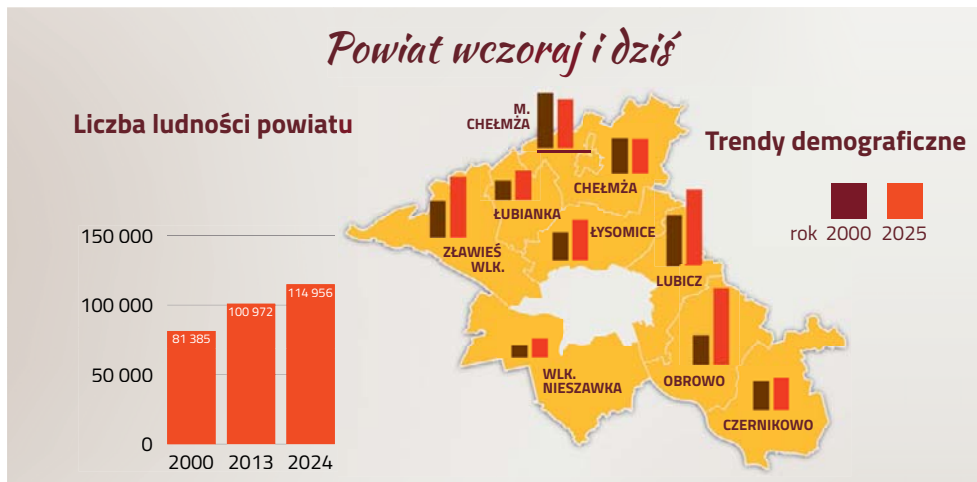 Powiat wczoraj i dziś
Liczba ludności powiatu
150 000
100 000
50 000
0
81 385
100 972
114 956
2000 2013 2024
M.
CHEŁMŻA
CHEŁMŻA
ŁUBIANKA
ŁYSOMICE
ZŁAWIEŚ
WLK.
LUBICZ
WLK.
NIESZAWKA
OBROWO
CZERNIKOWO
Trendy demograficzne
rok 2000 2025